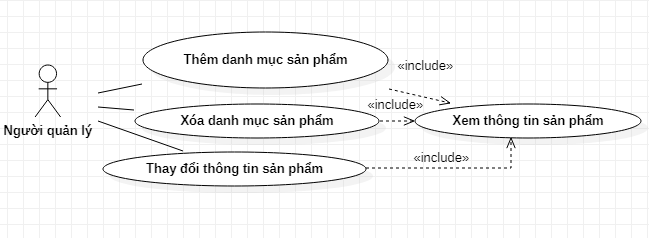 Thêm danh mục sản phẩm
«include»
«include»
Người quản lý
Xóa danh mục sản phẩm
Xem thông tin sản phẩm
Thay đổi thông tin sản phẩm
«include»